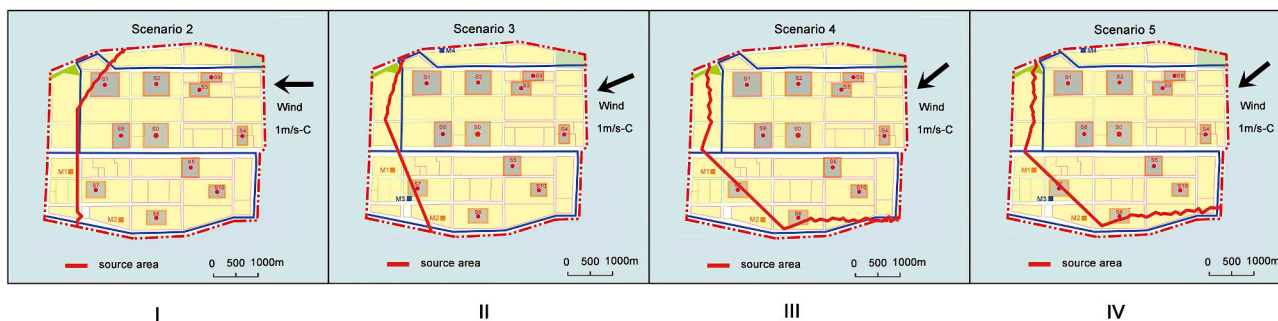 Scenario 2
S1
S2
S9
S3
Wind
1m/s-C
S8
S0
S4
S5
M1
S7
S10
M2
S6
source area
0 500 1000m
I
Scenario 3
M4
S1
S2
S9
S3
Wind
1m/s-C
S8
S0
S4
S5
M1
S7
S10
M3
M2
S6
source area
0 500 1000m
II
Scenario 4
S1
S2
S9
S3
Wind
1m/s-C
S0
S4
S5
M1
S7
S10
M2
S6
source area
0 500 1000m
III
Scenario 5
M4
S1
S2
S9
S3
Wind
1m/s-C
S8
S0
S4
S5
M1
S7
S10
M3
M2
S6
source area
0 500 1000m
IV